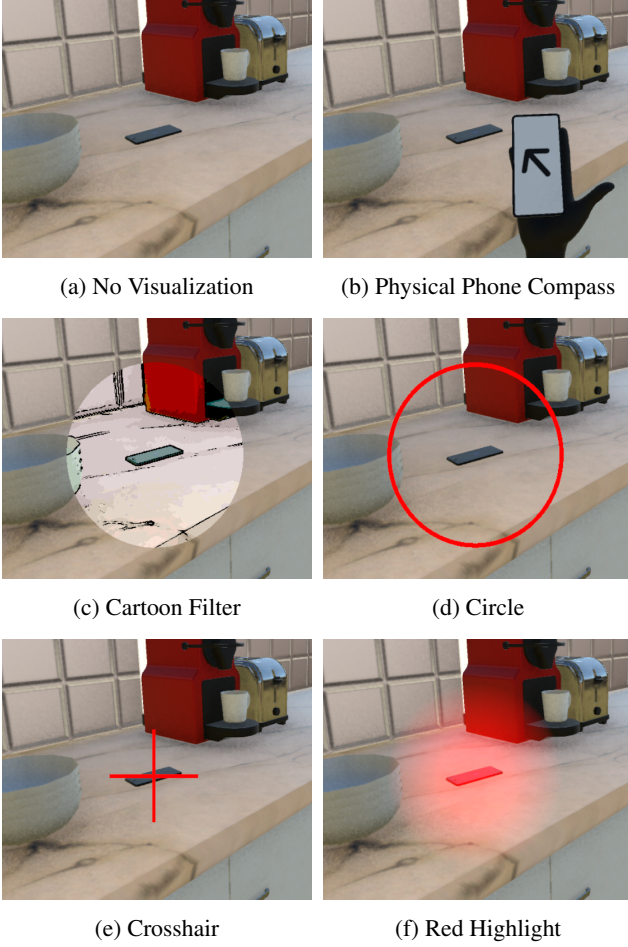 (a) No Visualization
(b) Physical Phone Compass
(c) Cartoon Filter
(d) Circle
(e) Crosshair
(f) Red Highlight